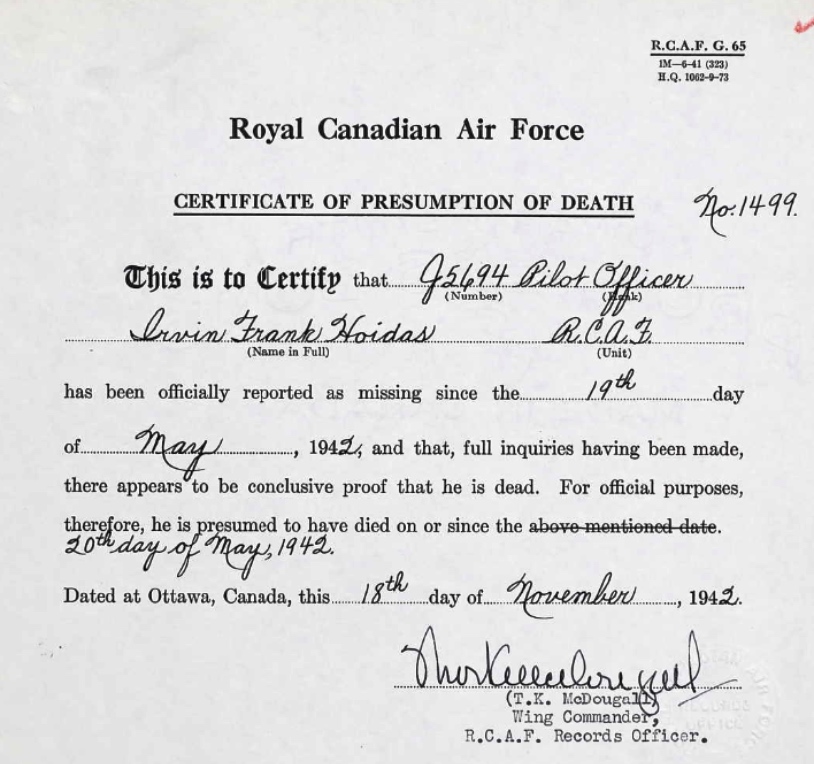 R.C.A.F. G. 65
1M—6-41 (323)
H.Q. 1062-9-73
Royal Canadian Air Force
CERTIFICATE OF PRESUMPTION OF DEATH No. 1499.
This is to Certify that J5694 Pilot Officer
(Number) (Rank)
Irvin Frank Hoidas R.C.A.F.
(Name in Full) (Unit)
has been officially reported as missing since the 19th day
of May, 1942, and that, full inquiries having been made,
there appears to be conclusive proof that he is dead. For official purposes,
therefore, he is presumed to have died on or since the above mentioned date.
20th day of May, 1942.
Dated at Ottawa, Canada, this 18th day of November, 1942.
(T.K. McDougall)
Wing Commander,
R.C.A.F. Records Officer.